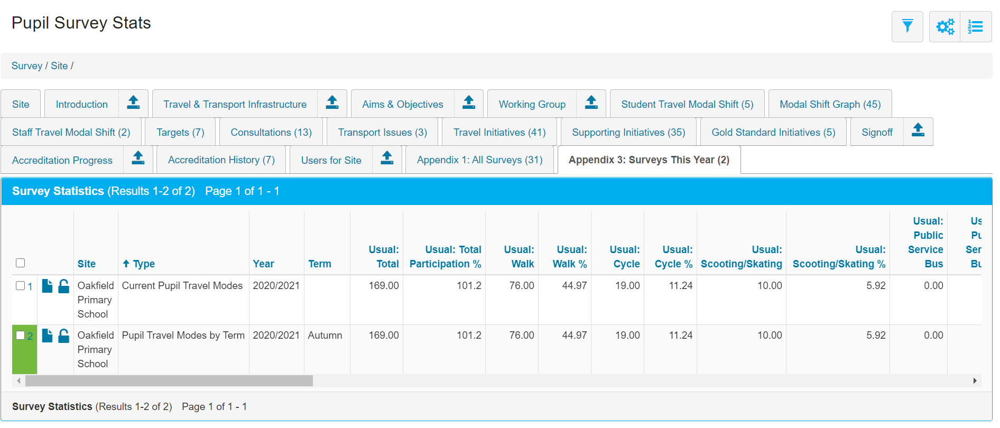 Pupil Survey Stats
Survey / Site /
Site Introduction Travel & Transport Infrastructure Aims & Objectives Working Group Student Travel Modal Shift (5) Modal Shift Graph (45)
Staff Travel Modal Shift (2) Targets (7) Consultations (13) Transport Issues (3) Travel Initiatives (41) Supporting Initiatives (35) Gold Standard Initiatives (5) Signoff
Accreditation Progress Accreditation History (7) Users for Site Appendix 1: All Surveys (31) Appendix 3: Surveys This Year (2)
Survey Statistics (Results 1-2 of 2) Page 1 of 1 - 1
Usual: Us
Public Pu
Usual: Usual: Total Usual: Usual: Usual: Usual: Usual: Usual: Service Ser
Site Type Year Term Total Participation % Walk Walk % Cycle Cycle % Scooting/Skating Scooting/Skating % Bus Bu
1 Oakfield Current Pupil Travel Modes 2020/2021 169.00 101.2 76.00 44.97 19.00 11.24 10.00 5.92 0.00
Primary
School
2 Oakfield Pupil Travel Modes by Term 2020/2021 Autumn 169.00 101.2 76.00 44.97 19.00 11.24 10.00 5.92 0.00
Primary
School
Survey Statistics (Results 1-2 of 2) Page 1 of 1 - 1